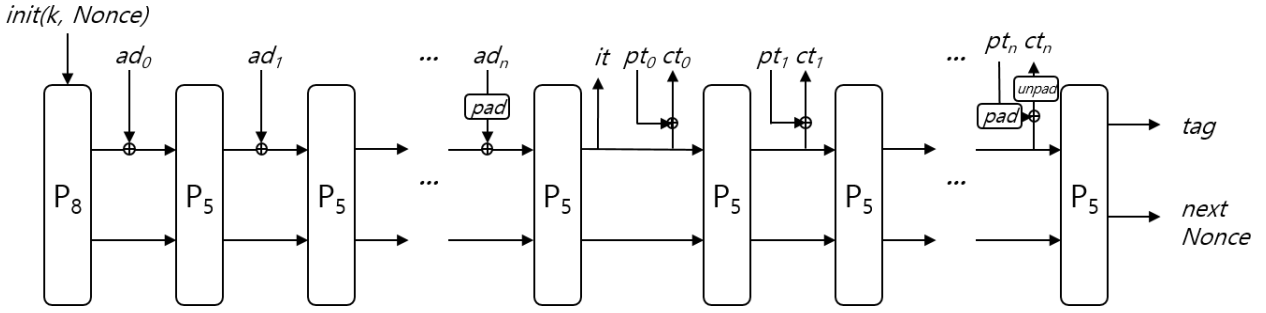 init(k, Nonce)
ad0 ad1 ... adn it pt0 ct0 pt1 ct1 ... ptn ctn
pad
unpad
pad
tag
P8 P5 P5 ... P5 P5 P5 ... P5
next
Nonce